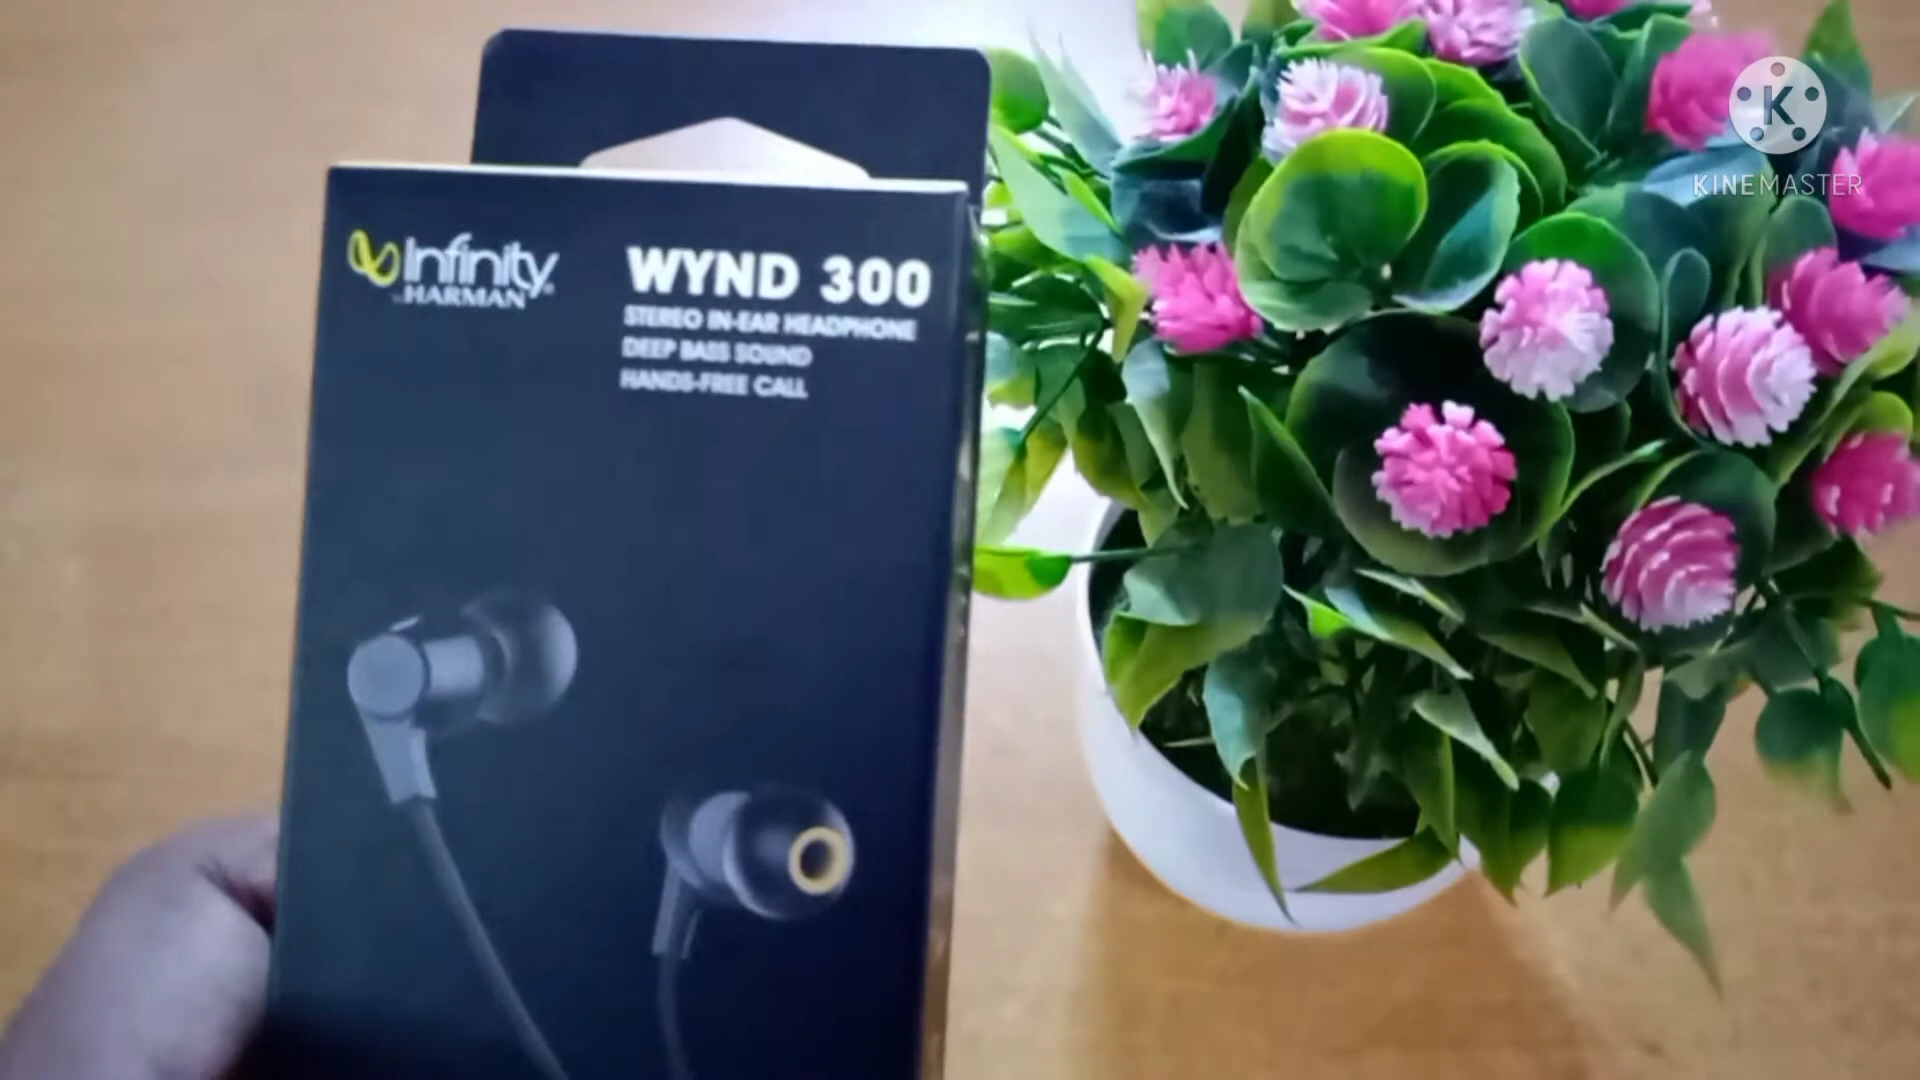 Infinity
by HARMAN
WYND 300
STEREO IN-EAR HEADPHONE
DEEP BASS SOUND
HANDS-FREE CALL
K
KINEMASTER